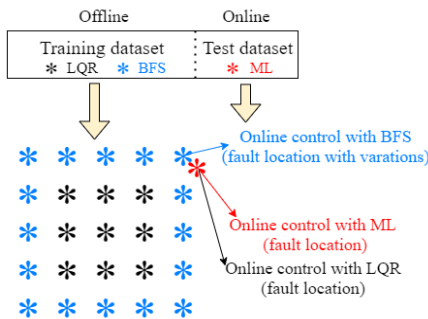 Offline Online
Training dataset Test dataset
* LQR * BFS * ML
Online control with BFS
(fault location with varations)
Online control with ML
(fault location)
Online control with LQR
(fault location)